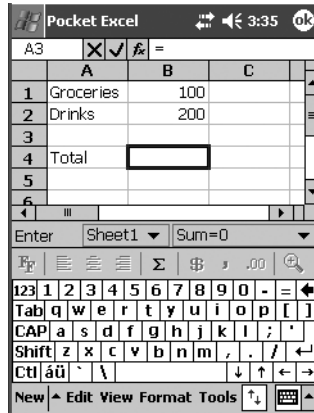 Pocket Excel 3:35 ok
A3 fx =
A B C
1 Groceries 100
2 Drinks 200
3
4 Total
5
6
Enter Sheet1 Sum=0
Σ $ , .00
123 1 2 3 4 5 6 7 8 9 0 - =
Tab q w e r t y u i o p [ ]
CAP a s d f g h j k l ; '
Shift z x c v b n m , . /
Ctl áü ` \
New Edit View Format Tools